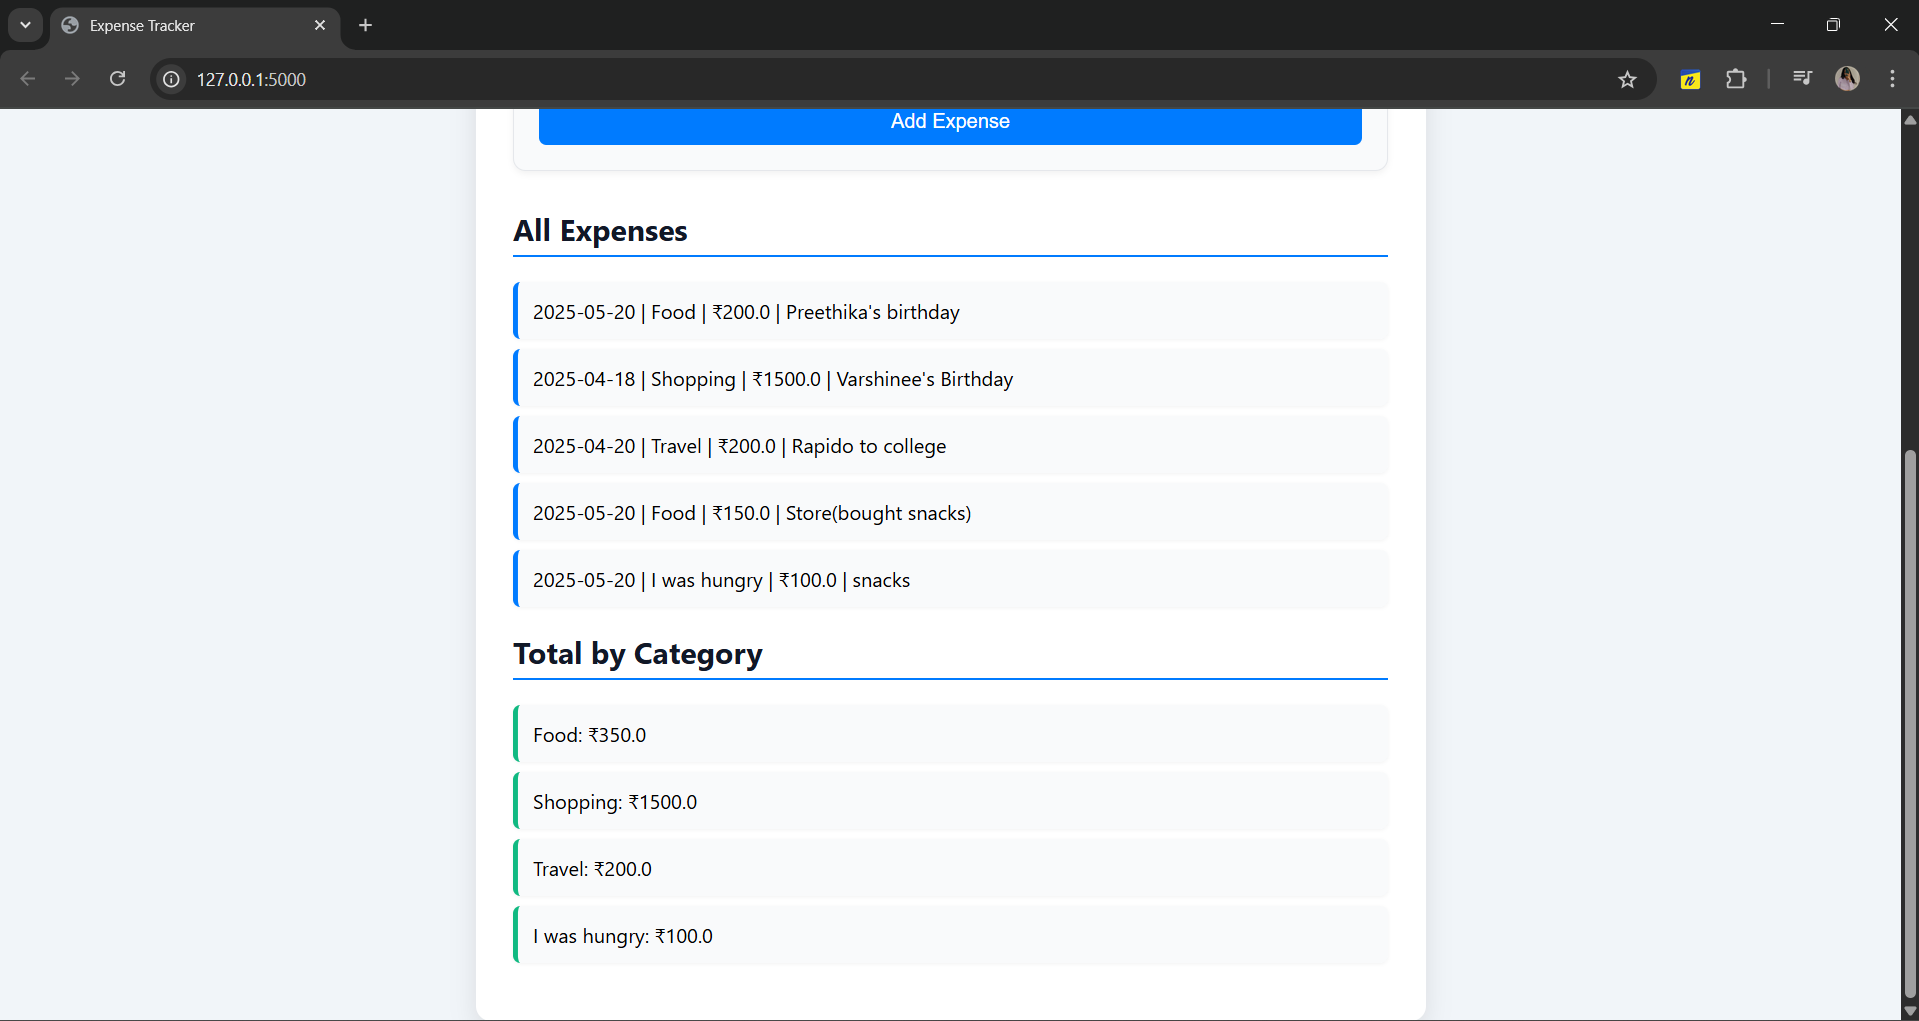 Expense Tracker
127.0.0.1:5000
n
Add Expense
All Expenses
2025-05-20 | Food | ₹200.0 | Preethika's birthday
2025-04-18 | Shopping | ₹1500.0 | Varshinee's Birthday
2025-04-20 | Travel | ₹200.0 | Rapido to college
2025-05-20 | Food | ₹150.0 | Store(bought snacks)
2025-05-20 | I was hungry | ₹100.0 | snacks
Total by Category
Food: ₹350.0
Shopping: ₹1500.0
Travel: ₹200.0
I was hungry: ₹100.0